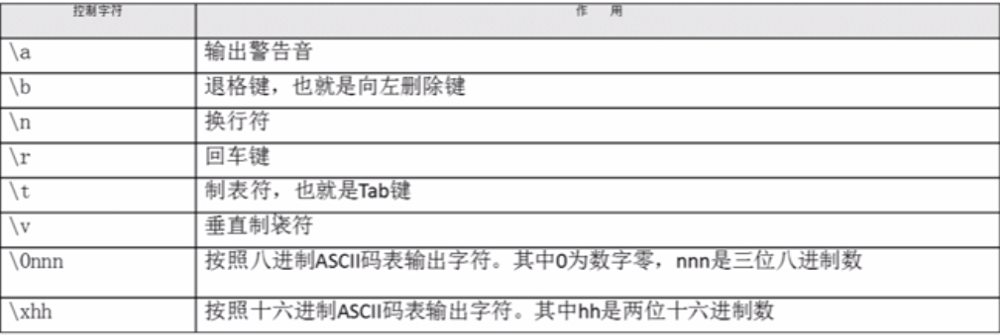 控制字符 作 用
\a 输出警告音
\b 退格键，也就是向左删除键
\n 换行符
\r 回车键
\t 制表符，也就是Tab键
\v 垂直制表符
\0nnn 按照八进制ASCII码表输出字符。其中0为数字零，nnn是三位八进制数
\xhh 按照十六进制ASCII码表输出字符。其中hh是两位十六进制数